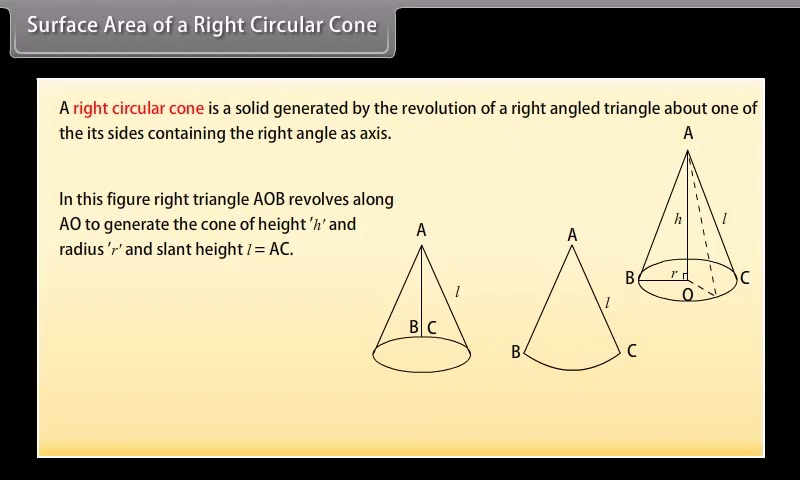 Surface Area of a Right Circular Cone
A right circular cone is a solid generated by the revolution of a right angled triangle about one of
the its sides containing the right angle as axis.
In this figure right triangle AOB revolves along
AO to generate the cone of height 'h' and
radius 'r' and slant height l = AC.
A
l
B C
A
l
B
C
A
h
l
B
r
C
O